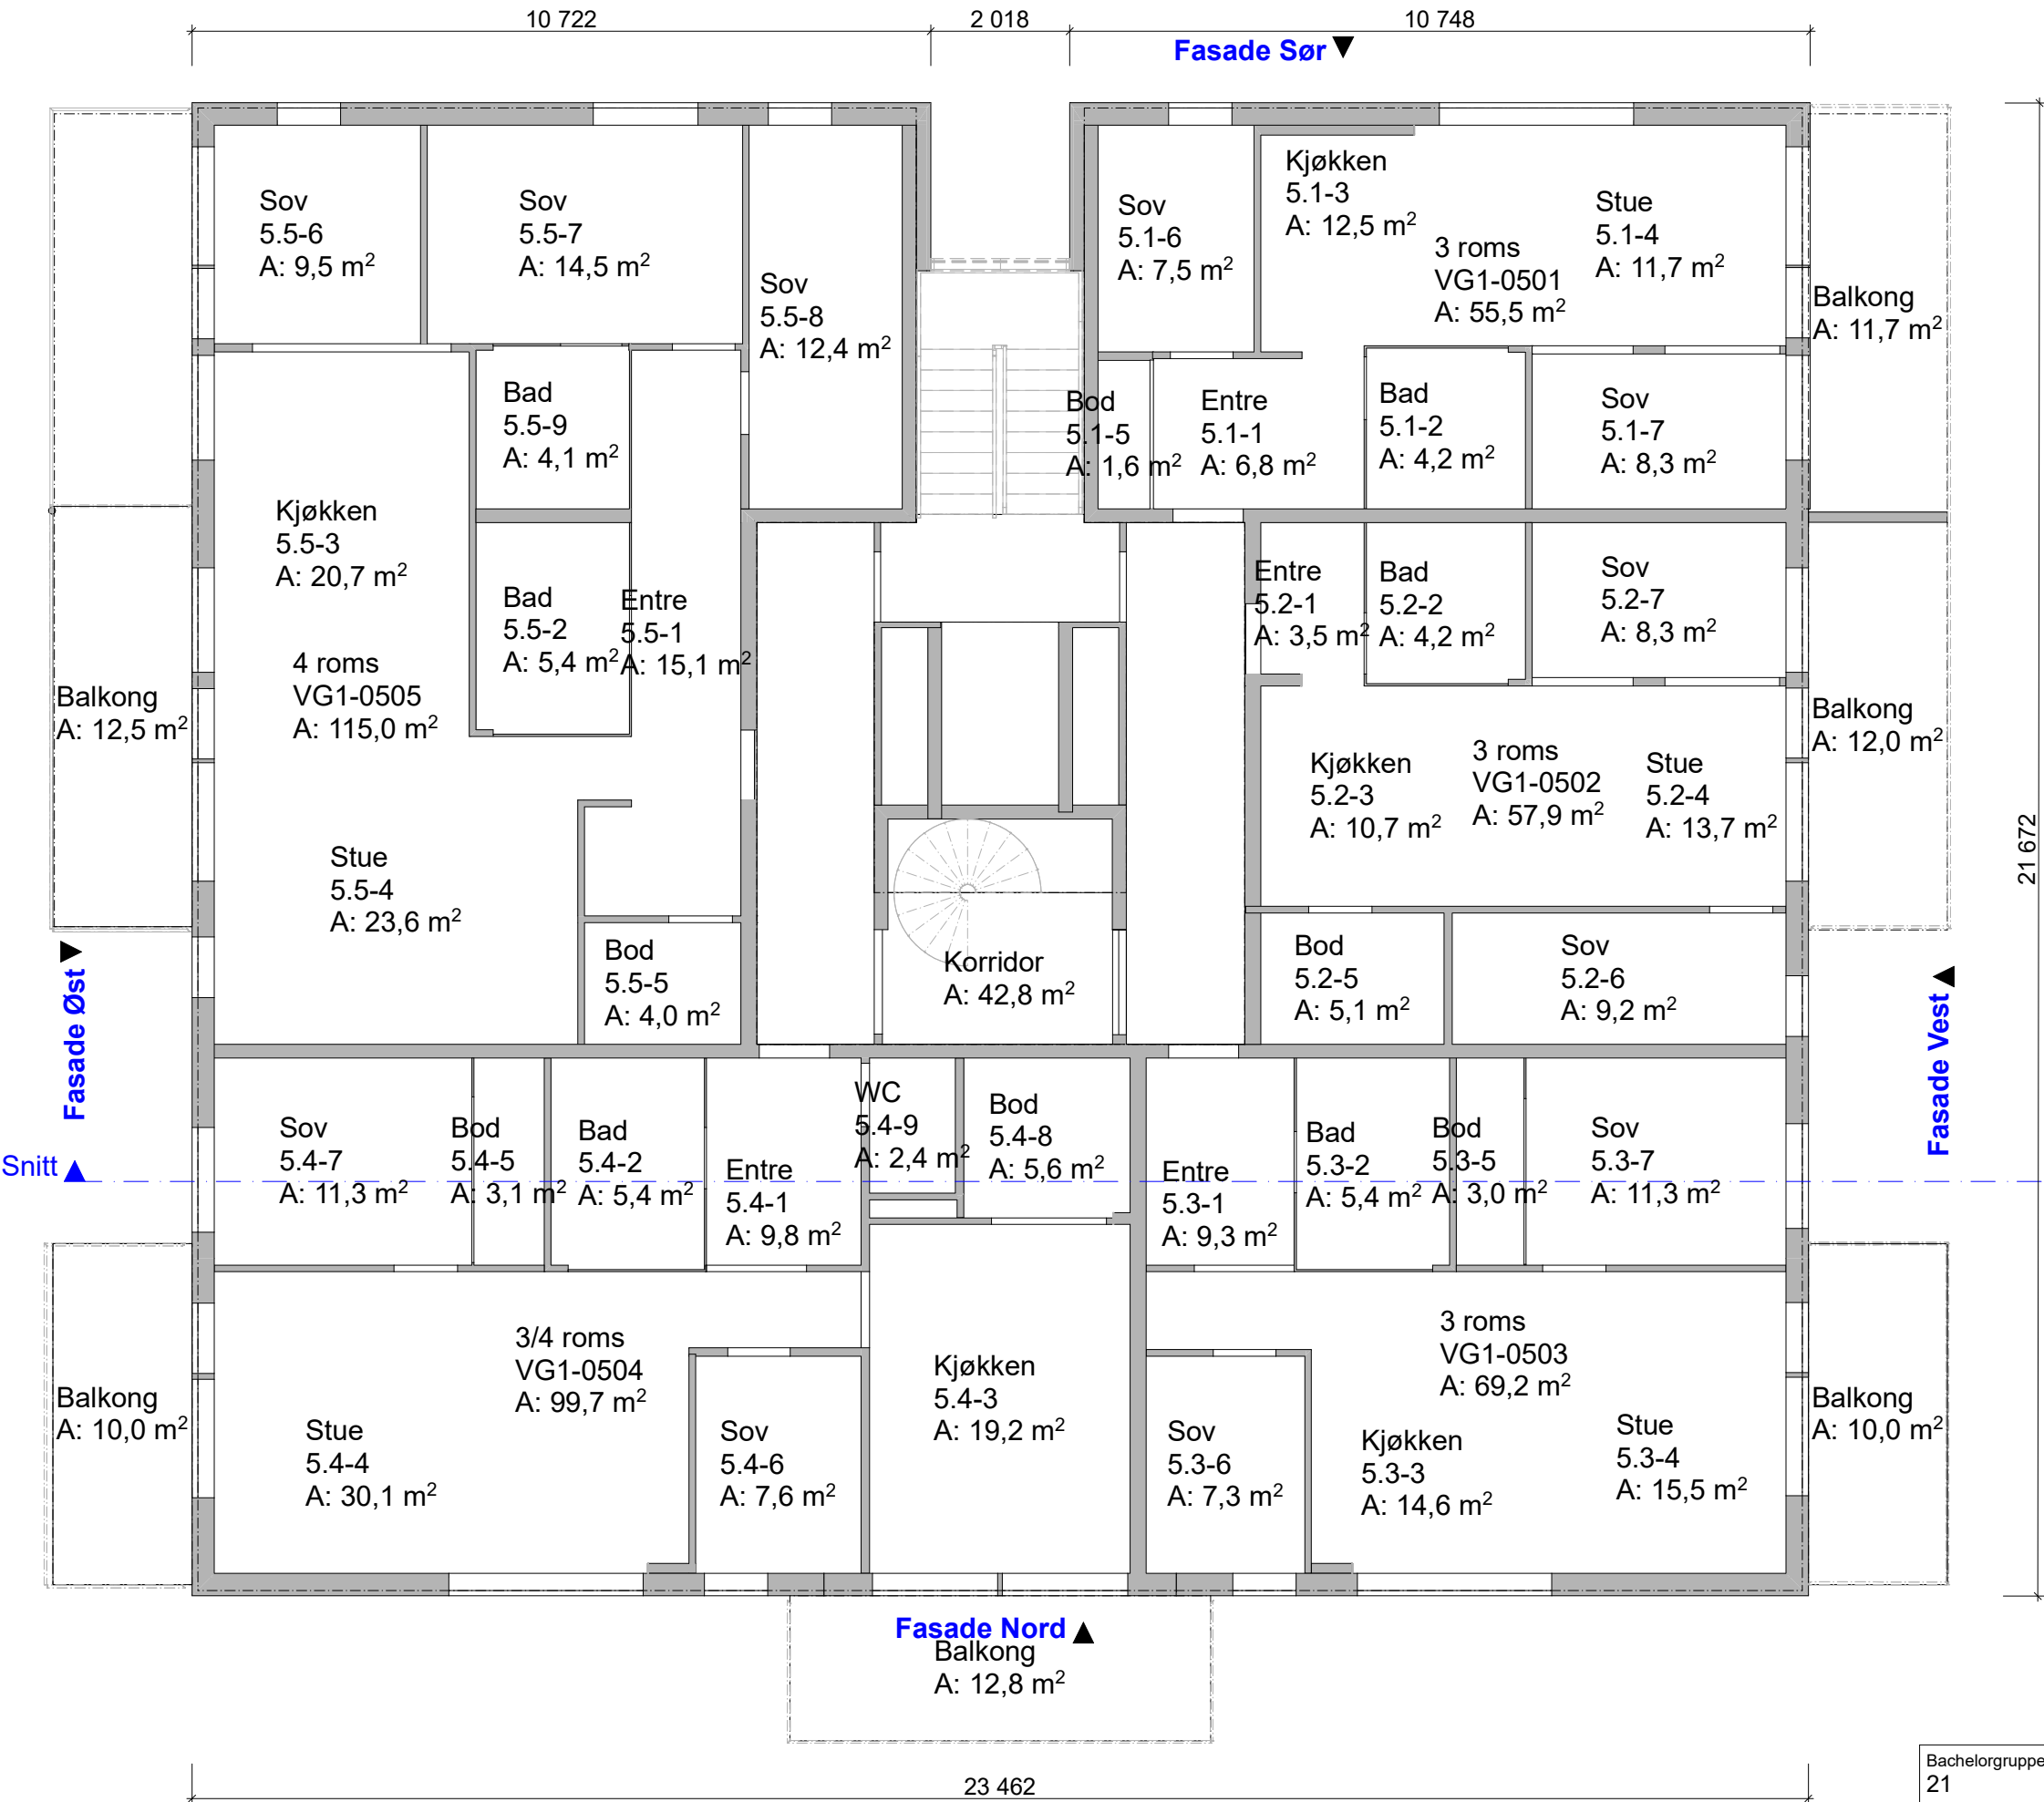 10 722
2 018
10 748
Fasade Sør
Sov
5.5-6
A: 9,5 m²
Sov
5.5-7
A: 14,5 m²
Sov
5.5-8
A: 12,4 m²
Sov
5.1-6
A: 7,5 m²
Kjøkken
5.1-3
A: 12,5 m²
3 roms
VG1-0501
A: 55,5 m²
Stue
5.1-4
A: 11,7 m²
Balkong
A: 11,7 m²
Bad
5.5-9
A: 4,1 m²
Bod
5.1-5
A: 1,6 m²
Entre
5.1-1
A: 6,8 m²
Bad
5.1-2
A: 4,2 m²
Sov
5.1-7
A: 8,3 m²
Kjøkken
5.5-3
A: 20,7 m²
Bad
5.5-2
A: 5,4 m²
Entre
5.5-1
A: 15,1 m²
Entre
5.2-1
A: 3,5 m²
Bad
5.2-2
A: 4,2 m²
Sov
5.2-7
A: 8,3 m²
4 roms
VG1-0505
A: 115,0 m²
Balkong
A: 12,5 m²
Balkong
A: 12,0 m²
Kjøkken
5.2-3
A: 10,7 m²
3 roms
VG1-0502
A: 57,9 m²
Stue
5.2-4
A: 13,7 m²
21 672
Stue
5.5-4
A: 23,6 m²
Bod
5.5-5
A: 4,0 m²
Korridor
A: 42,8 m²
Bod
5.2-5
A: 5,1 m²
Sov
5.2-6
A: 9,2 m²
Fasade Øst
Fasade Vest
Snitt
Sov
5.4-7
A: 11,3 m²
Bod
5.4-5
A: 3,1 m²
Bad
5.4-2
A: 5,4 m²
Entre
5.4-1
A: 9,8 m²
WC
5.4-9
A: 2,4 m²
Bod
5.4-8
A: 5,6 m²
Entre
5.3-1
A: 9,3 m²
Bad
5.3-2
A: 5,4 m²
Bod
5.3-5
A: 3,0 m²
Sov
5.3-7
A: 11,3 m²
3/4 roms
VG1-0504
A: 99,7 m²
3 roms
VG1-0503
A: 69,2 m²
Balkong
A: 10,0 m²
Stue
5.4-4
A: 30,1 m²
Sov
5.4-6
A: 7,6 m²
Kjøkken
5.4-3
A: 19,2 m²
Sov
5.3-6
A: 7,3 m²
Kjøkken
5.3-3
A: 14,6 m²
Stue
5.3-4
A: 15,5 m²
Balkong
A: 10,0 m²
Fasade Nord
Balkong
A: 12,8 m²
23 462
Bachelorgruppe
21